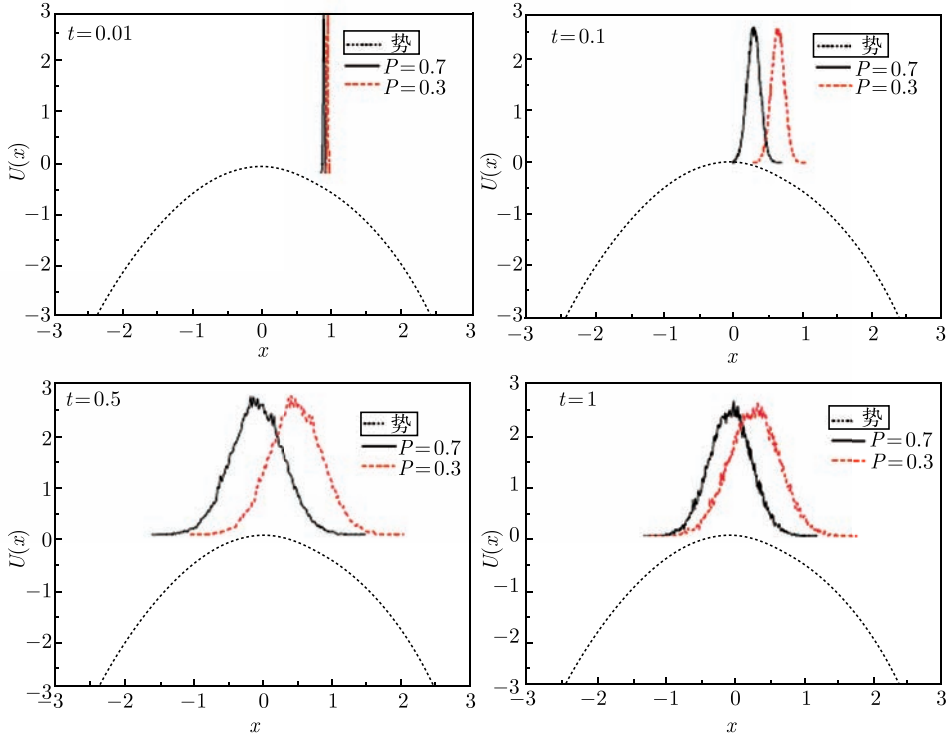 3
t=0.01
势
P=0.7
P=0.3
2
1
0
−1
−2
−3
U(x)
−3 −2 −1 0 1 2 3
x
3
t=0.1
势
P=0.7
P=0.3
2
1
0
−1
−2
−3
U(x)
−3 −2 −1 0 1 2 3
x
3
t=0.5
势
P=0.7
P=0.3
2
1
0
−1
−2
−3
U(x)
−3 −2 −1 0 1 2 3
x
3
t=1
势
P=0.7
P=0.3
2
1
0
−1
−2
−3
U(x)
−3 −2 −1 0 1 2 3
x